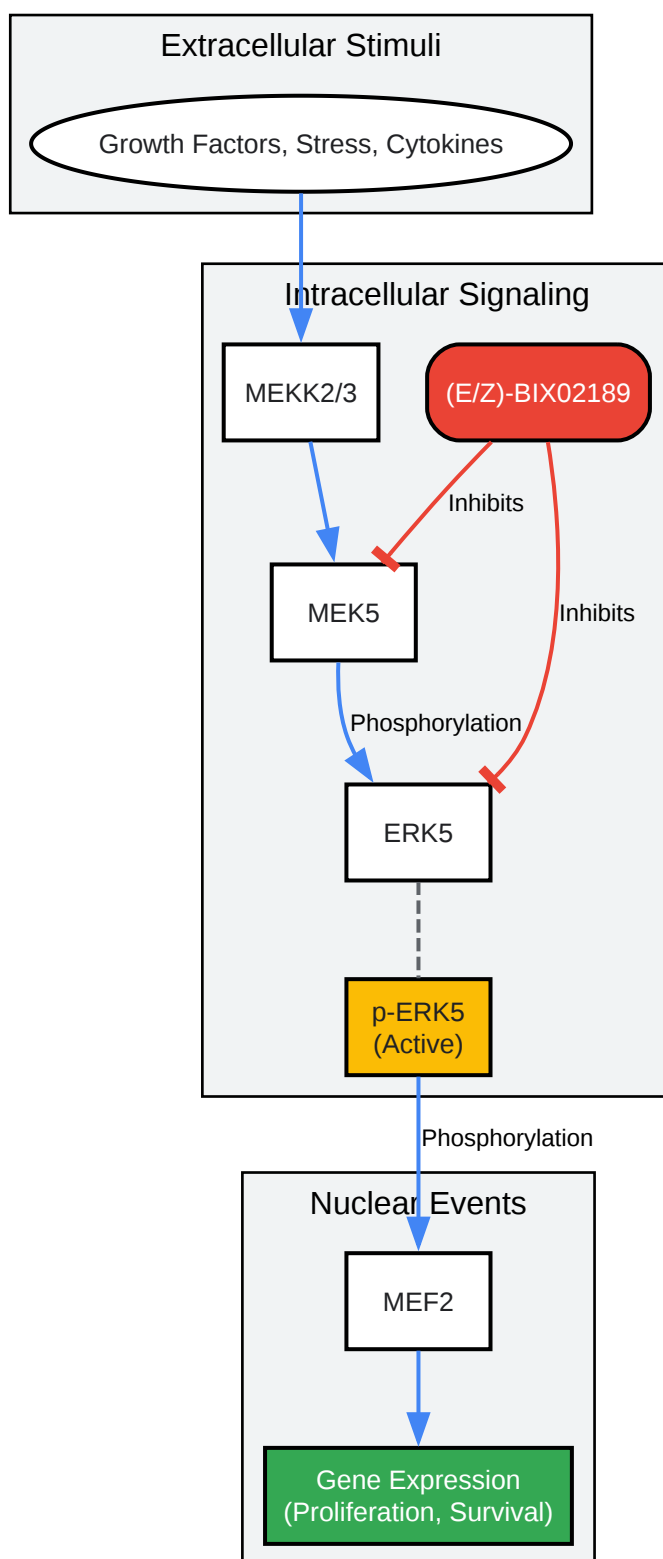 Extracellular Stimuli
Growth Factors, Stress, Cytokines
Intracellular Signaling
MEKK2/3
(E/Z)-BIX02189
Inhibits
MEK5
Inhibits
Phosphorylation
ERK5
p-ERK5
(Active)
Phosphorylation
Nuclear Events
MEF2
Gene Expression
(Proliferation, Survival)